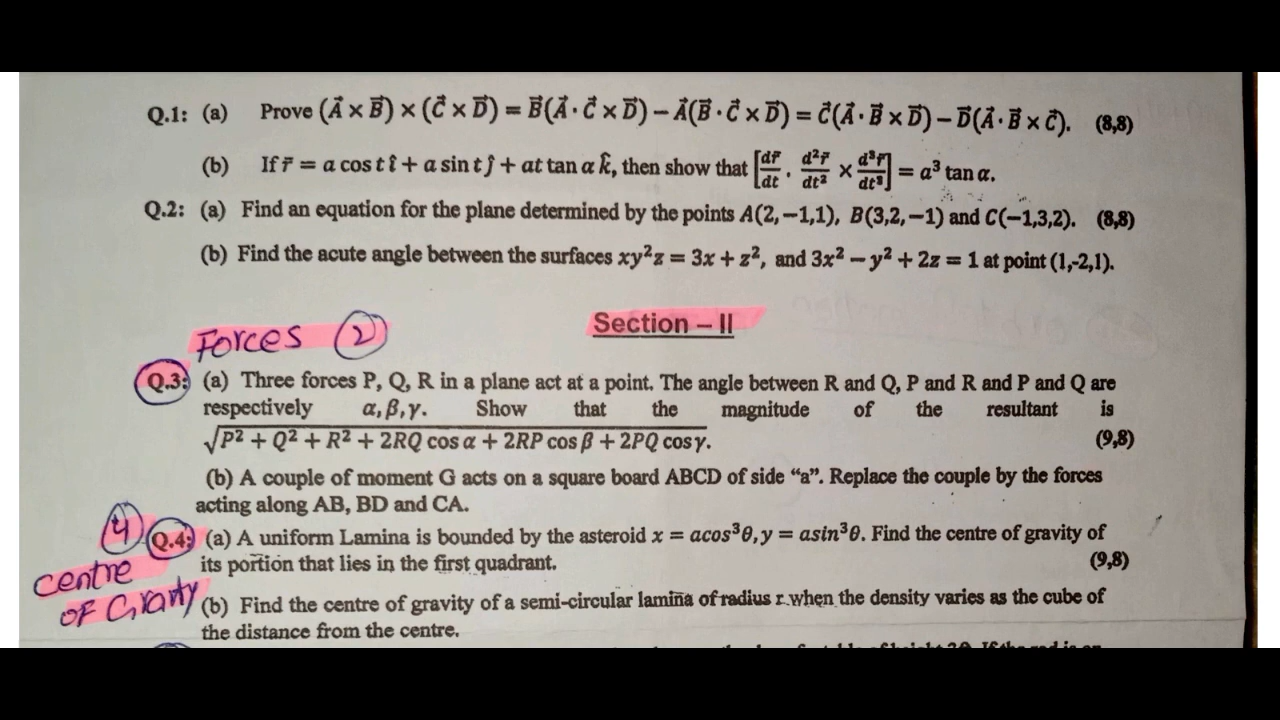 Q.1: (a) Prove (A⃗ × B⃗) × (C⃗ × D⃗) = B⃗(A⃗ · C⃗ × D⃗) − A⃗(B⃗ · C⃗ × D⃗) = C⃗(A⃗ · B⃗ × D⃗) − D⃗(A⃗ · B⃗ × C⃗). (8,8)
(b) If r⃗ = a cos t î + a sin t ĵ + at tan α k̂, then show that [dr⃗/dt · d²r⃗/dt² × d³r⃗/dt³] = a³ tan α.
Q.2: (a) Find an equation for the plane determined by the points A(2,−1,1), B(3,2,−1) and C(−1,3,2). (8,8)
(b) Find the acute angle between the surfaces xy²z = 3x + z², and 3x² − y² + 2z = 1 at point (1,-2,1).
Section – II
Forces 2
Q.3: (a) Three forces P, Q, R in a plane act at a point. The angle between R and Q, P and R and P and Q are
respectively α, β, γ. Show that the magnitude of the resultant is
√(P² + Q² + R² + 2RQ cos α + 2RP cos β + 2PQ cos γ). (9,8)
(b) A couple of moment G acts on a square board ABCD of side “a”. Replace the couple by the forces
acting along AB, BD and CA.
4 Q.4: (a) A uniform Lamina is bounded by the asteroid x = acos³θ, y = asin³θ. Find the centre of gravity of
its portion that lies in the first quadrant. (9,8)
Centre
of Gravity
(b) Find the centre of gravity of a semi-circular lamina of radius r when the density varies as the cube of
the distance from the centre.